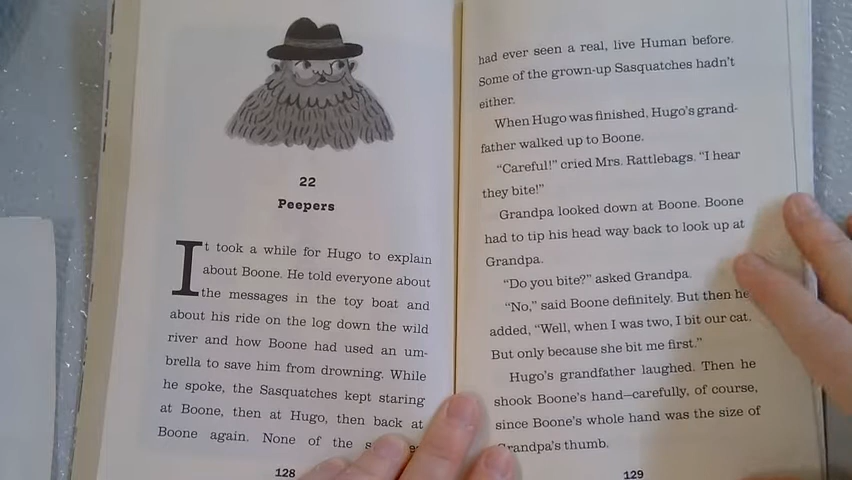 22
Peepers
It took a while for Hugo to explain
about Boone. He told everyone about
the messages in the toy boat and
about his ride on the log down the wild
river and how Boone had used an um-
brella to save him from drowning. While
he spoke, the Sasquatches kept staring
at Boone, then at Hugo, then back at
Boone again. None of the
128
had ever seen a real, live Human before.
Some of the grown-up Sasquatches hadn't
either.
When Hugo was finished, Hugo's grand-
father walked up to Boone.
"Careful!" cried Mrs. Rattlebags. "I hear
they bite!"
Grandpa looked down at Boone. Boone
had to tip his head way back to look up at
Grandpa.
"Do you bite?" asked Grandpa.
"No," said Boone definitely. But then he
added, "Well, when I was two, I bit our cat.
But only because she bit me first."
Hugo's grandfather laughed. Then he
shook Boone's hand—carefully, of course,
since Boone's whole hand was the size of
Grandpa's thumb.
129